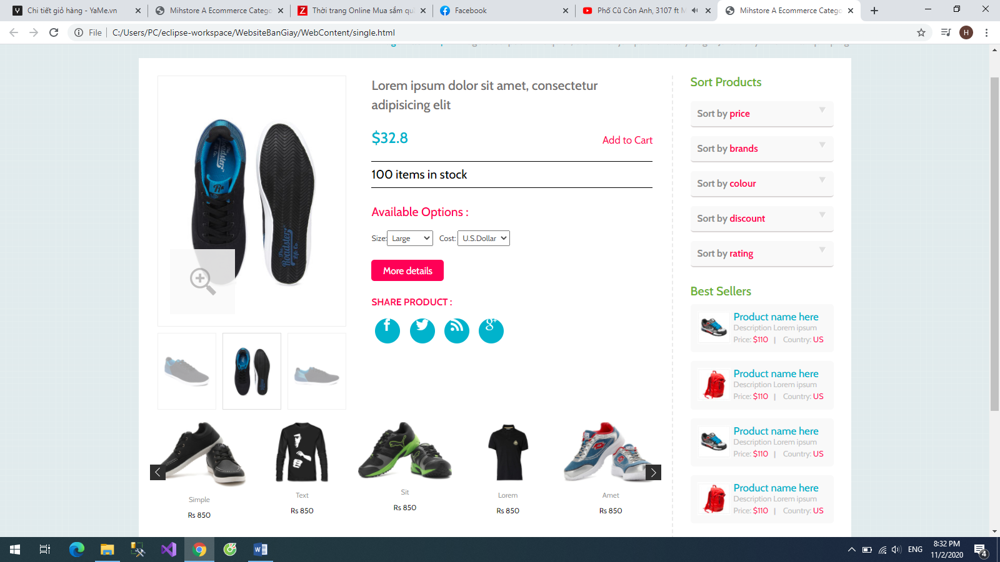 Chi tiết giỏ hàng - YaMe.vn
Mihstore A Ecommerce Catego
Thời trang Online Mua sắm qu
Facebook
Phố Cũ Còn Anh, 3107 ft M
Mihstore A Ecommerce Catego
File
C:/Users/PC/eclipse-workspace/WebsiteBanGiay/WebContent/single.html
H
Lorem ipsum dolor sit amet, consectetur
adipisicing elit
$32.8
Add to Cart
100 items in stock
Available Options :
Size:
Large
Cost:
U.S.Dollar
More details
SHARE PRODUCT :
The
Roadster
Life Co.
Simple
Rs 850
Text
Rs 850
Sit
Rs 850
Lorem
Rs 850
Amet
Rs 850
Sort Products
Sort by price
Sort by brands
Sort by colour
Sort by discount
Sort by rating
Best Sellers
Product name here
Description Lorem ipsum
Price: $110 | Country: US
Product name here
Description Lorem ipsum
Price: $110 | Country: US
Product name here
Description Lorem ipsum
Price: $110 | Country: US
Product name here
Description Lorem ipsum
Price: $110 | Country: US
ENG
8:32 PM
11/2/2020
4